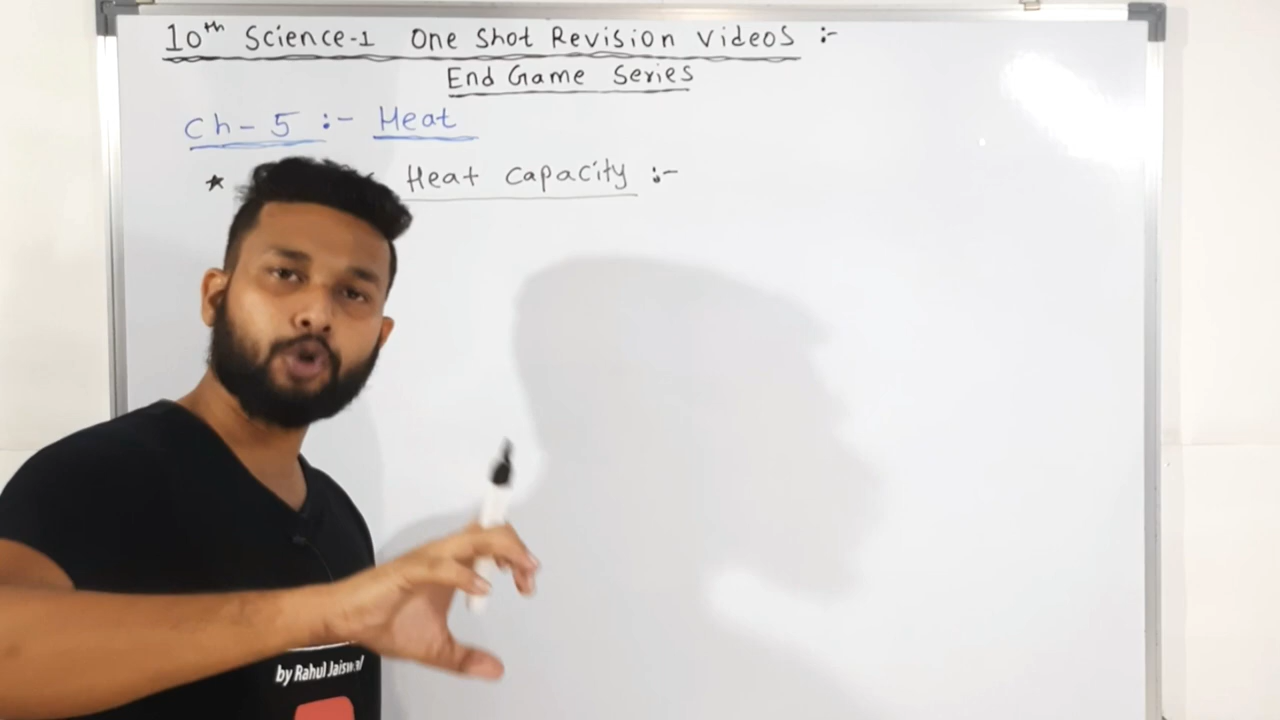 10th Science-1 One Shot Revision Videos :-
End Game Series
Ch-5 :- Heat
* Heat Capacity :-
by Rahul Jaiswal